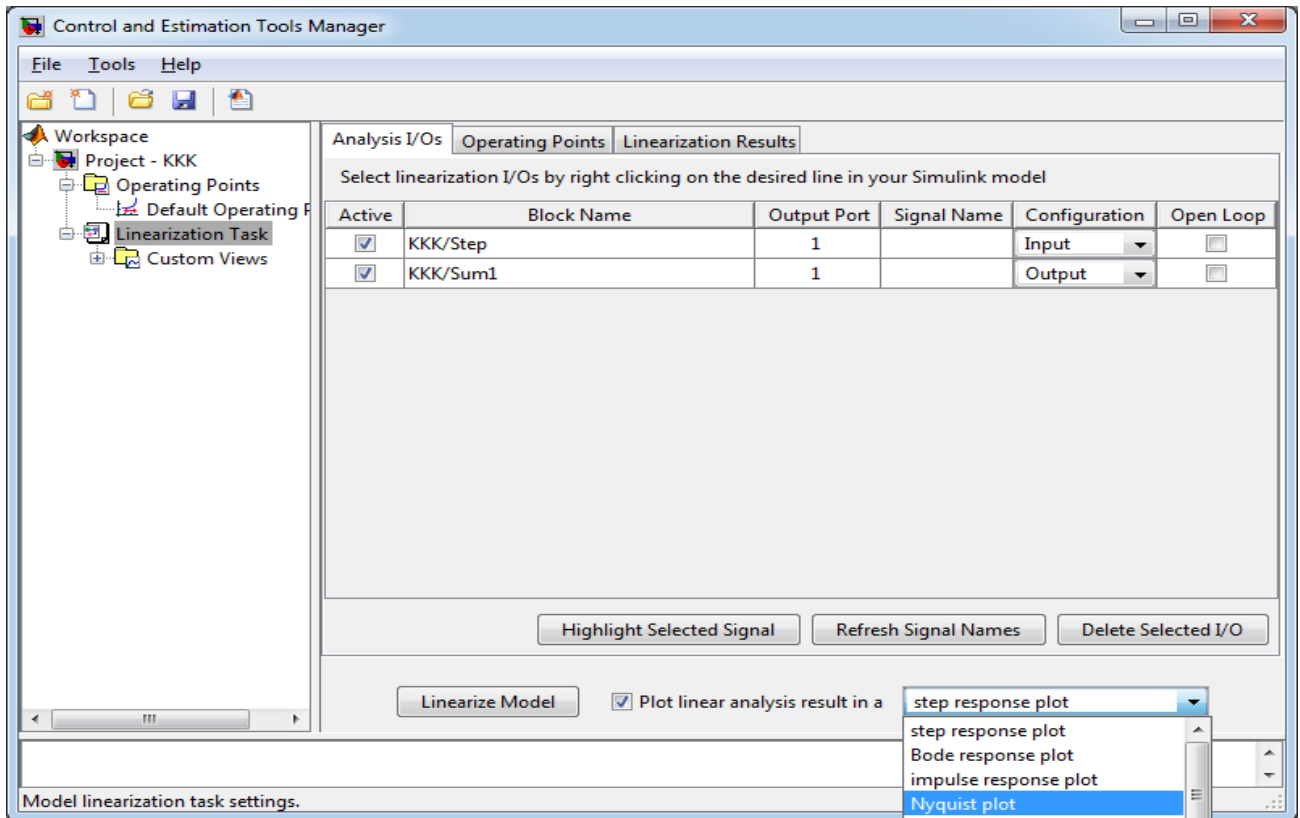 Control and Estimation Tools Manager
File Tools Help
Workspace
Project - KKK
Operating Points
Default Operating P
Linearization Task
Custom Views
Analysis I/Os Operating Points Linearization Results
Select linearization I/Os by right clicking on the desired line in your Simulink model
Active Block Name Output Port Signal Name Configuration Open Loop
KKK/Step 1 Input
KKK/Sum1 1 Output
Highlight Selected Signal Refresh Signal Names Delete Selected I/O
Linearize Model Plot linear analysis result in a step response plot
step response plot
Bode response plot
impulse response plot
Nyquist plot
Model linearization task settings.